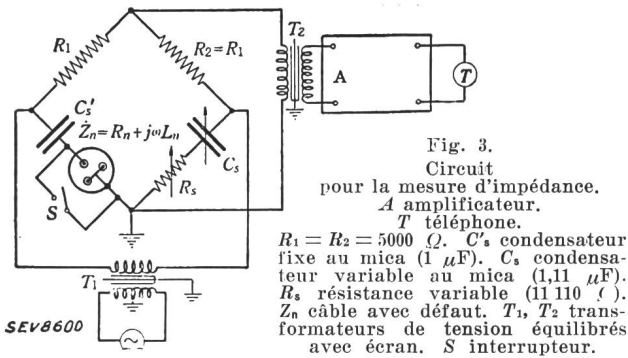 T2
R1
R2=R1
A
T
Cs'
Żn=Rn+jωLn
Cs
Rs
S
T1
SEV8600
Fig. 3.
Circuit
pour la mesure d'impédance.
A amplificateur.
T téléphone.
R1 = R2 = 5000 Ω. C's condensateur
fixe au mica (1 µF). Cs condensa-
teur variable au mica (1,11 µF).
Rs résistance variable (11 110 ).
Zn câble avec défaut. T1, T2 trans-
formateurs de tension équilibrés
avec écran. S interrupteur.